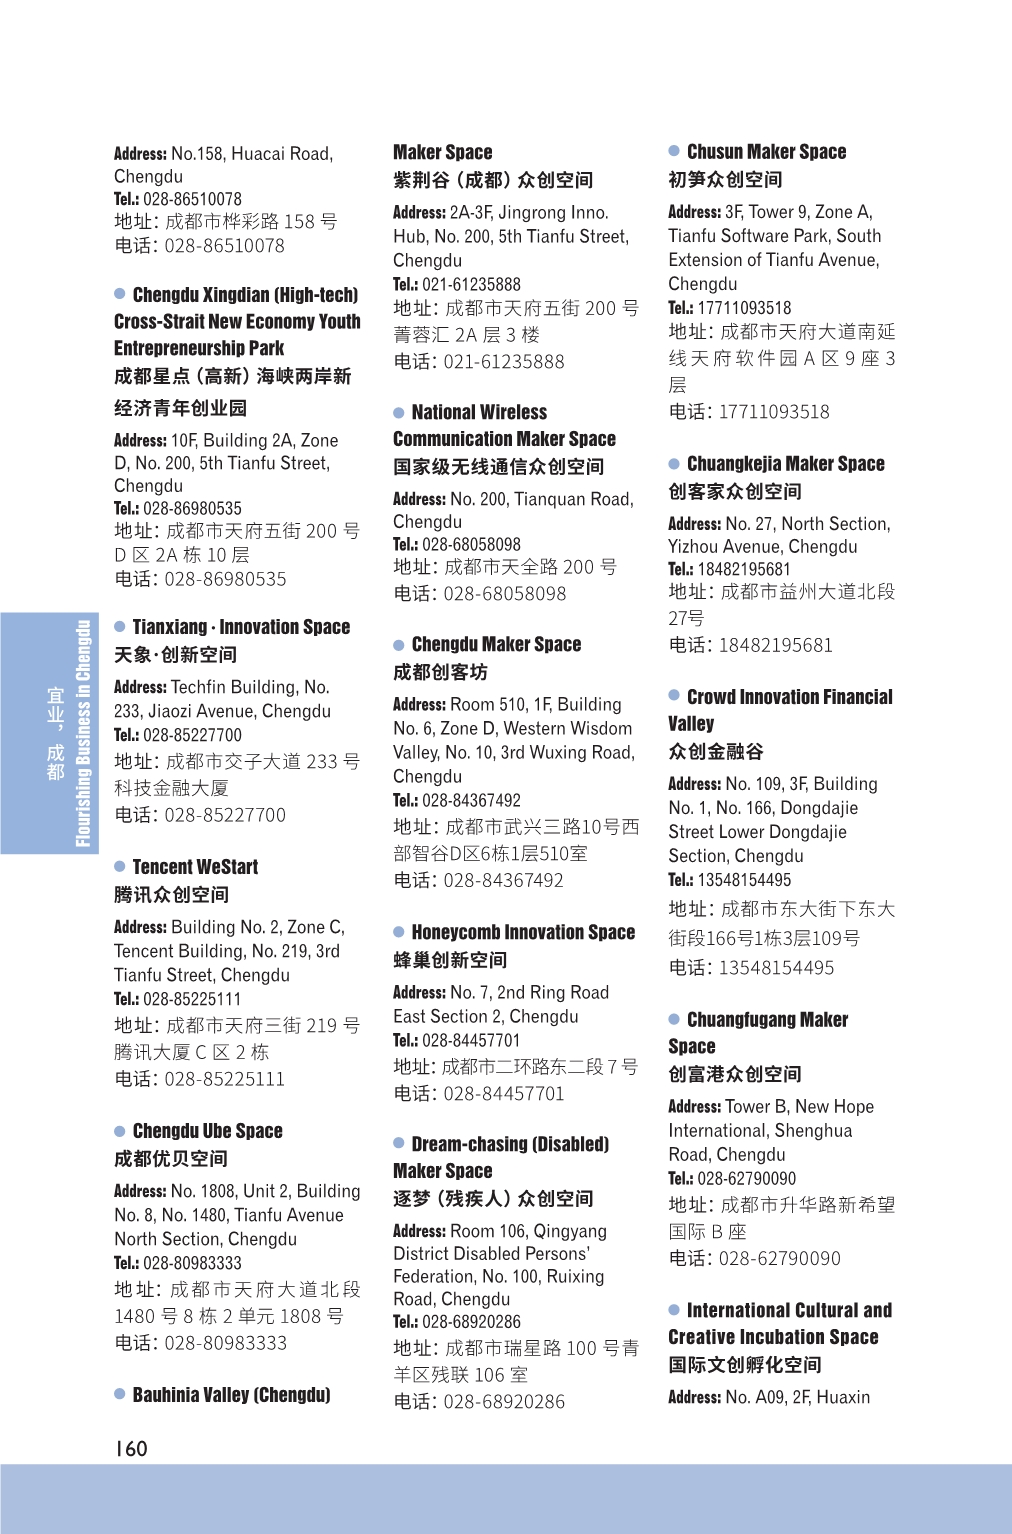 Address: No.158, Huacai Road,
Chengdu
Tel.: 028-86510078
地址：成都市桦彩路 158 号
电话：028-86510078
Chengdu Xingdian (High-tech)
Cross-Strait New Economy Youth
Entrepreneurship Park
成都星点（高新）海峡两岸新
经济青年创业园
Address: 10F, Building 2A, Zone
D, No. 200, 5th Tianfu Street,
Chengdu
Tel.: 028-86980535
地址：成都市天府五街 200 号
D 区 2A 栋 10 层
电话：028-86980535
Tianxiang · Innovation Space
天象·创新空间
Address: Techfin Building, No.
233, Jiaozi Avenue, Chengdu
Tel.: 028-85227700
地址：成都市交子大道 233 号
科技金融大厦
电话：028-85227700
Tencent WeStart
腾讯众创空间
Address: Building No. 2, Zone C,
Tencent Building, No. 219, 3rd
Tianfu Street, Chengdu
Tel.: 028-85225111
地址：成都市天府三街 219 号
腾讯大厦 C 区 2 栋
电话：028-85225111
Chengdu Ube Space
成都优贝空间
Address: No. 1808, Unit 2, Building
No. 8, No. 1480, Tianfu Avenue
North Section, Chengdu
Tel.: 028-80983333
地址：成都市天府大道北段
1480 号 8 栋 2 单元 1808 号
电话：028-80983333
Bauhinia Valley (Chengdu)
Maker Space
紫荆谷（成都）众创空间
Address: 2A-3F, Jingrong Inno.
Hub, No. 200, 5th Tianfu Street,
Chengdu
Tel.: 021-61235888
地址：成都市天府五街 200 号
菁蓉汇 2A 层 3 楼
电话：021-61235888
National Wireless
Communication Maker Space
国家级无线通信众创空间
Address: No. 200, Tianquan Road,
Chengdu
Tel.: 028-68058098
地址：成都市天全路 200 号
电话：028-68058098
Chengdu Maker Space
成都创客坊
Address: Room 510, 1F, Building
No. 6, Zone D, Western Wisdom
Valley, No. 10, 3rd Wuxing Road,
Chengdu
Tel.: 028-84367492
地址：成都市武兴三路10号西
部智谷D区6栋1层510室
电话：028-84367492
Honeycomb Innovation Space
蜂巢创新空间
Address: No. 7, 2nd Ring Road
East Section 2, Chengdu
Tel.: 028-84457701
地址：成都市二环路东二段 7 号
电话：028-84457701
Dream-chasing (Disabled)
Maker Space
逐梦（残疾人）众创空间
Address: Room 106, Qingyang
District Disabled Persons'
Federation, No. 100, Ruixing
Road, Chengdu
Tel.: 028-68920286
地址：成都市瑞星路 100 号青
羊区残联 106 室
电话：028-68920286
Chusun Maker Space
初笋众创空间
Address: 3F, Tower 9, Zone A,
Tianfu Software Park, South
Extension of Tianfu Avenue,
Chengdu
Tel.: 17711093518
地址：成都市天府大道南延
线天府软件园 A 区 9 座 3
层
电话：17711093518
Chuangkejia Maker Space
创客家众创空间
Address: No. 27, North Section,
Yizhou Avenue, Chengdu
Tel.: 18482195681
地址：成都市益州大道北段
27号
电话：18482195681
Crowd Innovation Financial
Valley
众创金融谷
Address: No. 109, 3F, Building
No. 1, No. 166, Dongdajie
Street Lower Dongdajie
Section, Chengdu
Tel.: 13548154495
地址：成都市东大街下东大
街段166号1栋3层109号
电话：13548154495
Chuangfugang Maker
Space
创富港众创空间
Address: Tower B, New Hope
International, Shenghua
Road, Chengdu
Tel.: 028-62790090
地址：成都市升华路新希望
国际 B 座
电话：028-62790090
International Cultural and
Creative Incubation Space
国际文创孵化空间
Address: No. A09, 2F, Huaxin
宜业，成都
Flourishing Business in Chengdu
160